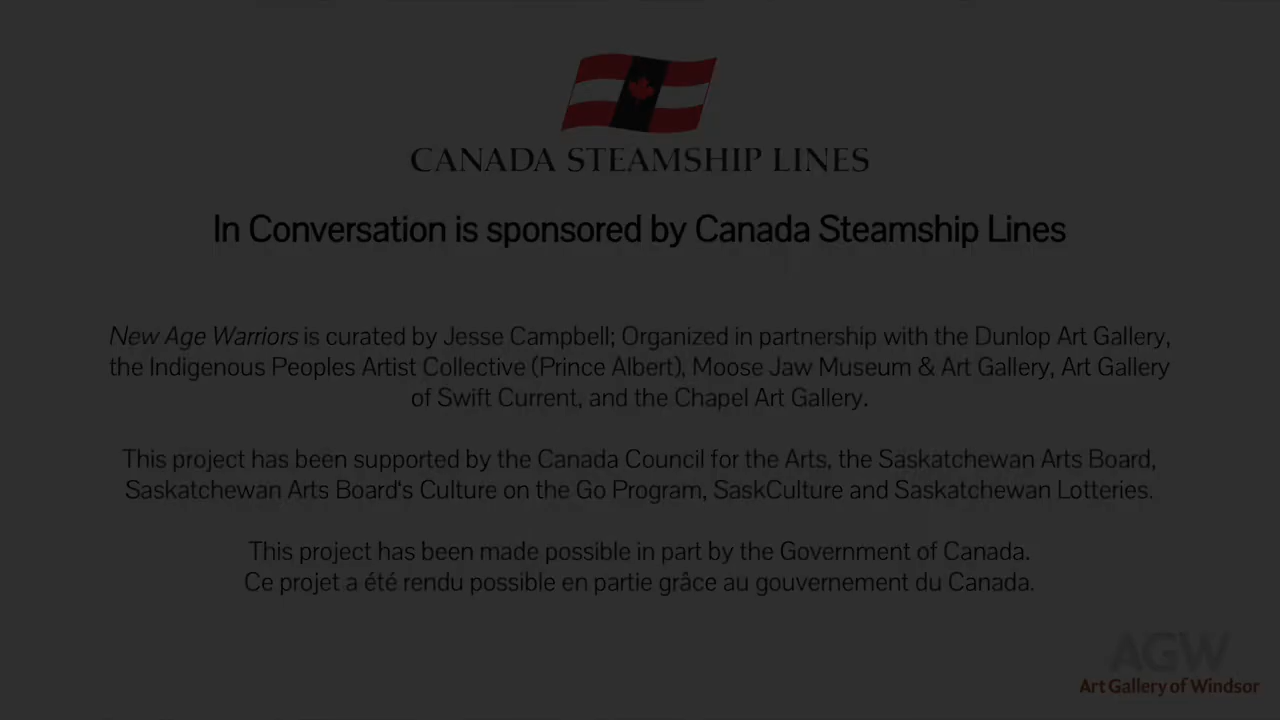 CANADA STEAMSHIP LINES
In Conversation is sponsored by Canada Steamship Lines
New Age Warriors is curated by Jesse Campbell; Organized in partnership with the Dunlop Art Gallery,
the Indigenous Peoples Artist Collective (Prince Albert), Moose Jaw Museum & Art Gallery, Art Gallery
of Swift Current, and the Chapel Art Gallery.
This project has been supported by the Canada Council for the Arts, the Saskatchewan Arts Board,
Saskatchewan Arts Board's Culture on the Go Program, SaskCulture and Saskatchewan Lotteries.
This project has been made possible in part by the Government of Canada.
Ce projet a été rendu possible en partie grâce au gouvernement du Canada.
AGW
Art Gallery of Windsor